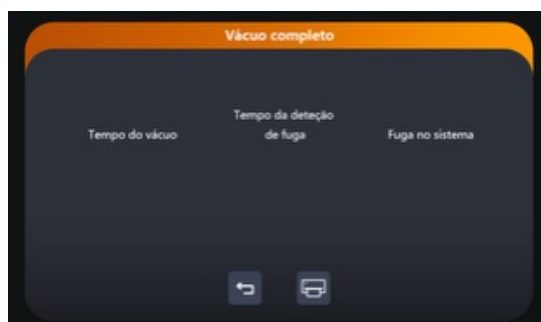 Vácuo completo
Tempo da deteção
de fuga
Tempo do vácuo
Fuga no sistema